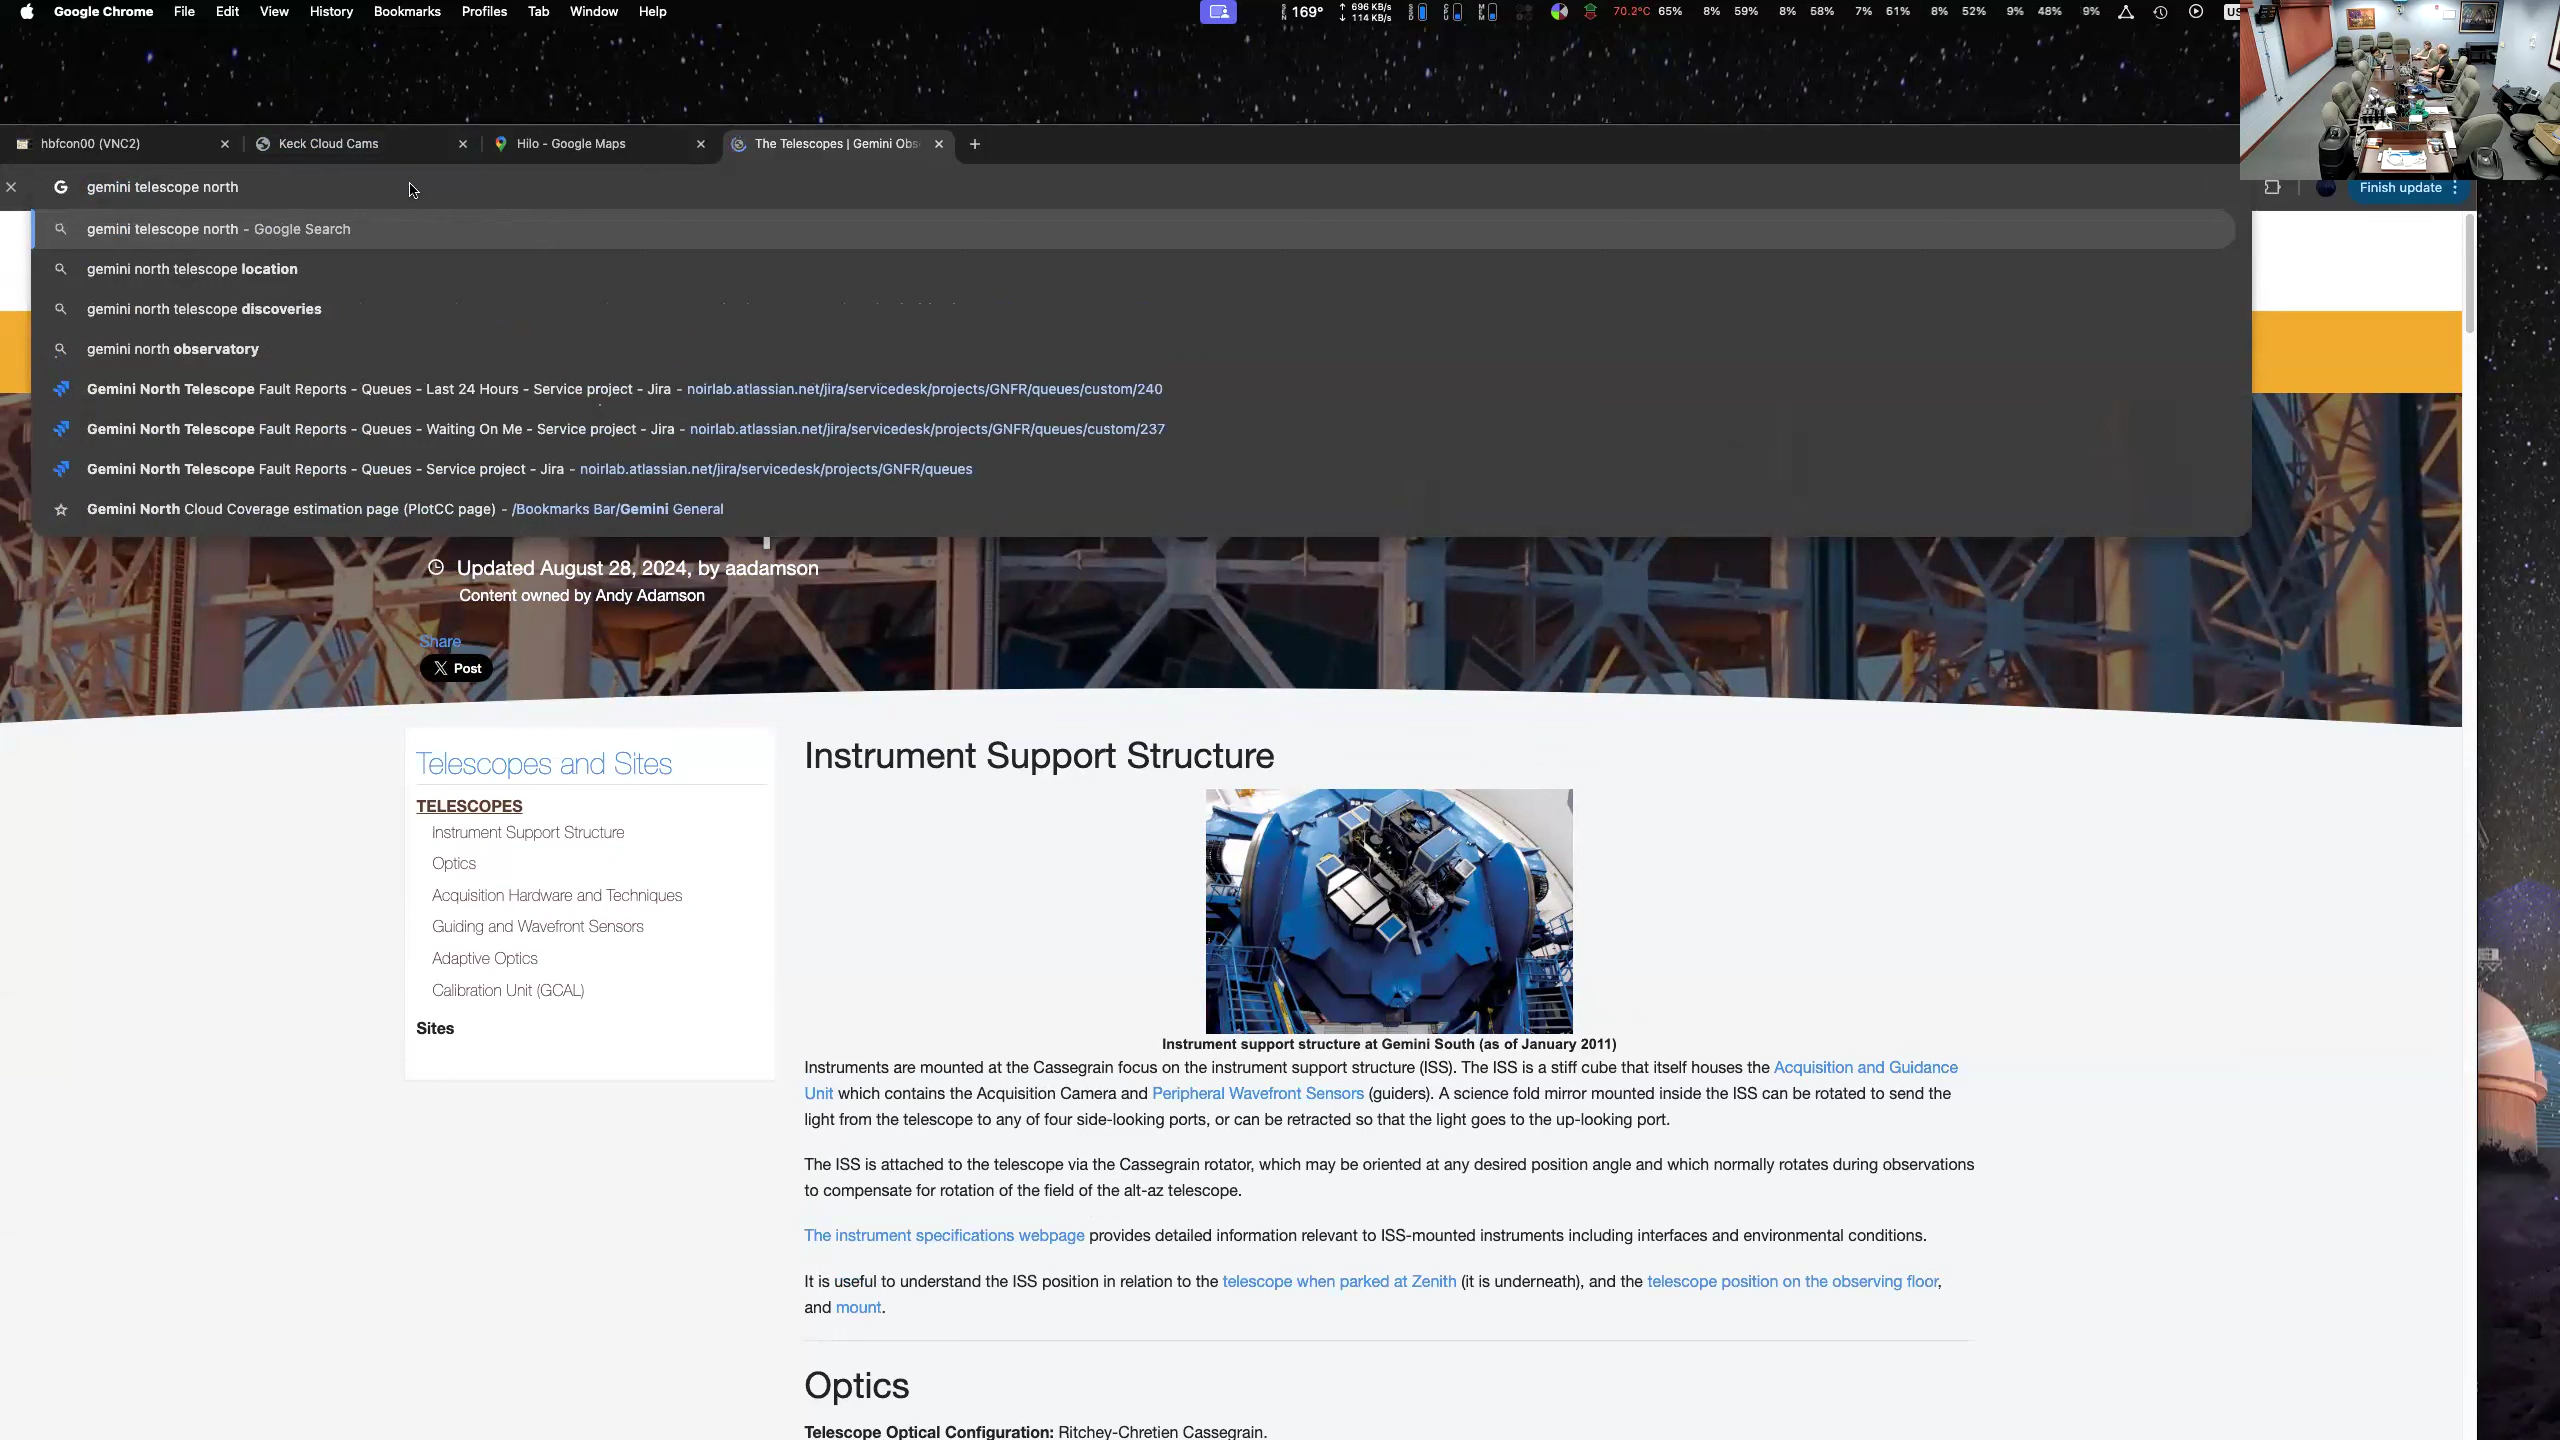 Google Chrome File Edit View History Bookmarks Profiles Tab Window Help
169° ↑ 696 KB/s ↓ 114 KB/s 70.2°C 65% 8% 59% 8% 58% 7% 61% 8% 52% 9% 48% 9% US
hbfcon00 (VNC2) Keck Cloud Cams Hilo - Google Maps The Telescopes | Gemini Obs
gemini telescope north
Finish update
gemini telescope north - Google Search
gemini north telescope location
gemini north telescope discoveries
gemini north observatory
Gemini North Telescope Fault Reports - Queues - Last 24 Hours - Service project - Jira - noirlab.atlassian.net/jira/servicedesk/projects/GNFR/queues/custom/240
Gemini North Telescope Fault Reports - Queues - Waiting On Me - Service project - Jira - noirlab.atlassian.net/jira/servicedesk/projects/GNFR/queues/custom/237
Gemini North Telescope Fault Reports - Queues - Service project - Jira - noirlab.atlassian.net/jira/servicedesk/projects/GNFR/queues
Gemini North Cloud Coverage estimation page (PlotCC page) - /Bookmarks Bar/Gemini General
Updated August 28, 2024, by aadamson
Content owned by Andy Adamson
Share
X Post
Telescopes and Sites
TELESCOPES
Instrument Support Structure
Optics
Acquisition Hardware and Techniques
Guiding and Wavefront Sensors
Adaptive Optics
Calibration Unit (GCAL)
Sites
Instrument Support Structure
Instrument support structure at Gemini South (as of January 2011)
Instruments are mounted at the Cassegrain focus on the instrument support structure (ISS). The ISS is a stiff cube that itself houses the Acquisition and Guidance
Unit which contains the Acquisition Camera and Peripheral Wavefront Sensors (guiders). A science fold mirror mounted inside the ISS can be rotated to send the
light from the telescope to any of four side-looking ports, or can be retracted so that the light goes to the up-looking port.
The ISS is attached to the telescope via the Cassegrain rotator, which may be oriented at any desired position angle and which normally rotates during observations
to compensate for rotation of the field of the alt-az telescope.
The instrument specifications webpage provides detailed information relevant to ISS-mounted instruments including interfaces and environmental conditions.
It is useful to understand the ISS position in relation to the telescope when parked at Zenith (it is underneath), and the telescope position on the observing floor,
and mount.
Optics
Telescope Optical Configuration: Ritchey-Chretien Cassegrain.